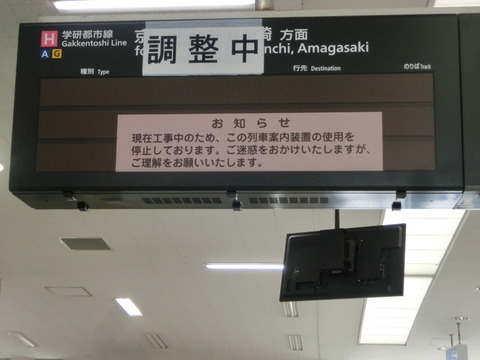 H 学研都市線
Gakkentoshi Line
A G
方面
調整中
nchi, Amagasaki
種別 Type
行先 Destination
のりば Track
お知らせ
現在工事中のため、この列車案内装置の使用を
停止しております。ご迷惑をおかけいたしますが、
ご理解をお願いいたします。